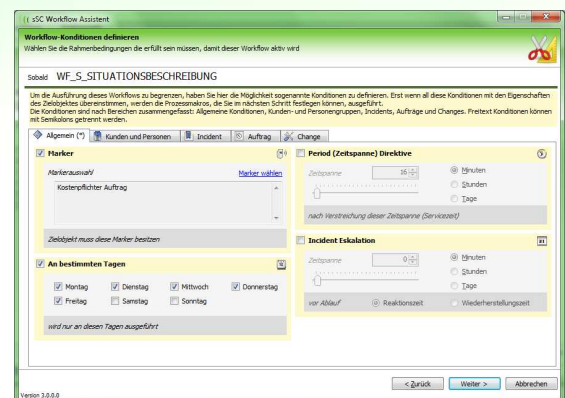 sSC Workflow Assistent
Workflow-Konditionen definieren
Wählen Sie die Rahmenbedingungen die erfüllt sein müssen, damit dieser Workflow aktiv wird
Sobald WF_S_SITUATIONSBESCHREIBUNG
Um die Ausführung dieses Workflows zu begrenzen, haben Sie hier die Möglichkeit sogenannte Konditionen zu definieren. Erst wenn all diese Konditionen mit den Eigenschaften
des Zielobjektes übereinstimmen, werden die Prozessmakros, die Sie im nächsten Schritt festlegen können, ausgeführt.
Die Konditionen sind nach Bereichen zusammengefasst: Allgemeine Konditionen, Kunden- und Personengruppen, Incidents, Aufträge und Changes. Freitext Konditionen können
mit Semikolons getrennt werden.
Allgemein (*) Kunden und Personen Incident Auftrag Change
Marker
Markerauswahl Marker wählen
Kostenpflichter Auftrag
Zielobjekt muss diese Marker besitzen
An bestimmten Tagen
Montag Dienstag Mittwoch Donnerstag
Freitag Samstag Sonntag
wird nur an diesen Tagen ausgeführt
Period (Zeitspanne) Direktive
Zeitspanne 16 Minuten
Stunden
Tage
nach Verstreichung dieser Zeitspanne (Servicezeit)
Incident Eskalation
Zeitspanne 0 Minuten
Stunden
Tage
vor Ablauf Reaktionszeit Wiederherstellungszeit
< Zurück Weiter > Abbrechen
Version 3.0.0.0